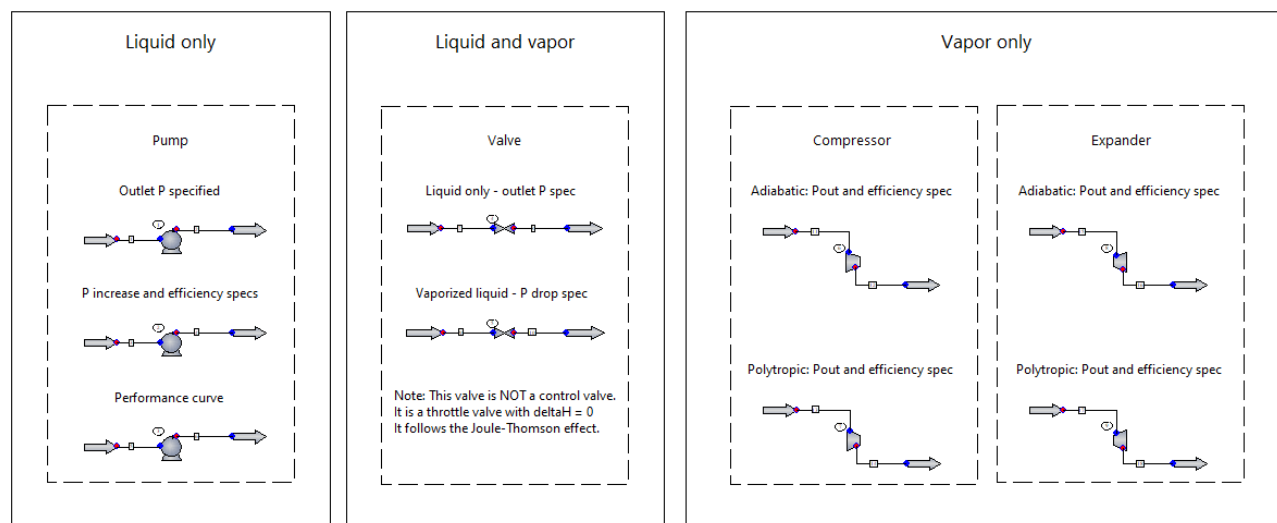 Liquid only
Liquid and vapor
Vapor only
Pump
Outlet P specified
P increase and efficiency specs
Performance curve
Valve
Liquid only - outlet P spec
Vaporized liquid - P drop spec
Note: This valve is NOT a control valve.
It is a throttle valve with deltaH = 0
It follows the Joule-Thomson effect.
Compressor
Adiabatic: Pout and efficiency spec
Polytropic: Pout and efficiency spec
Expander
Adiabatic: Pout and efficiency spec
Polytropic: Pout and efficiency spec